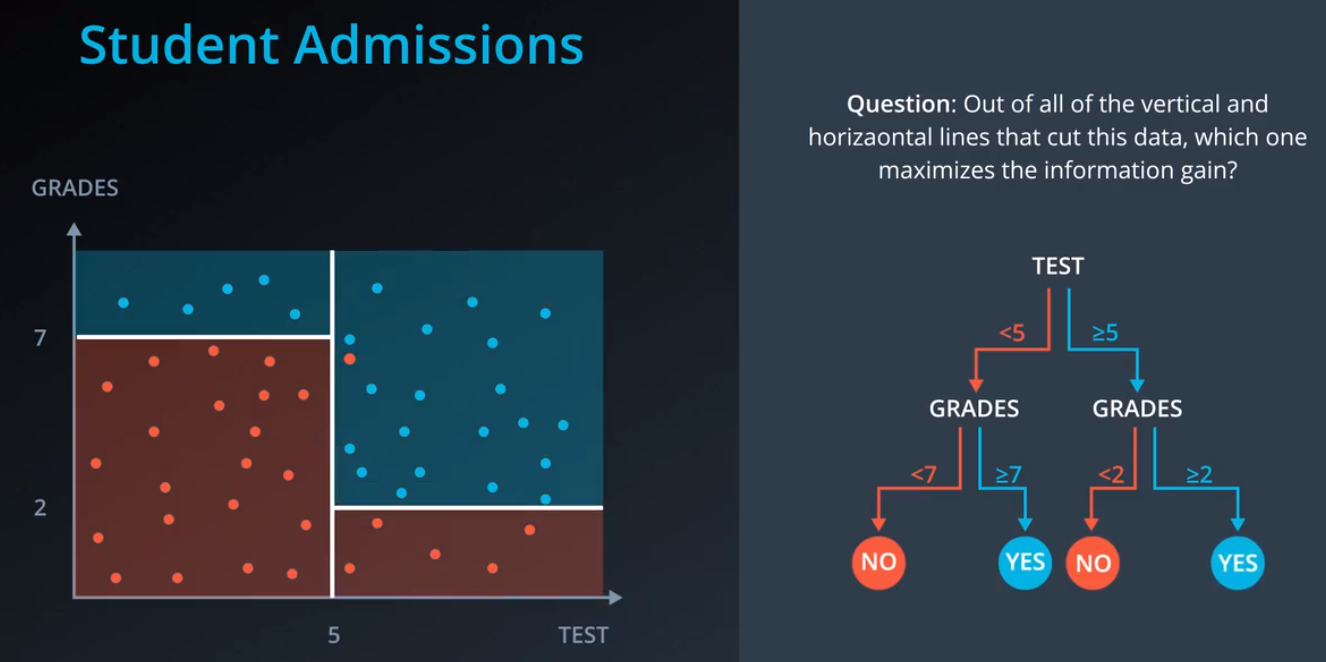 Student Admissions
GRADES
7
2
5
TEST
Question: Out of all of the vertical and
horizaontal lines that cut this data, which one
maximizes the information gain?
TEST
<5
≥5
GRADES
GRADES
<7
≥7
<2
≥2
NO
YES
NO
YES